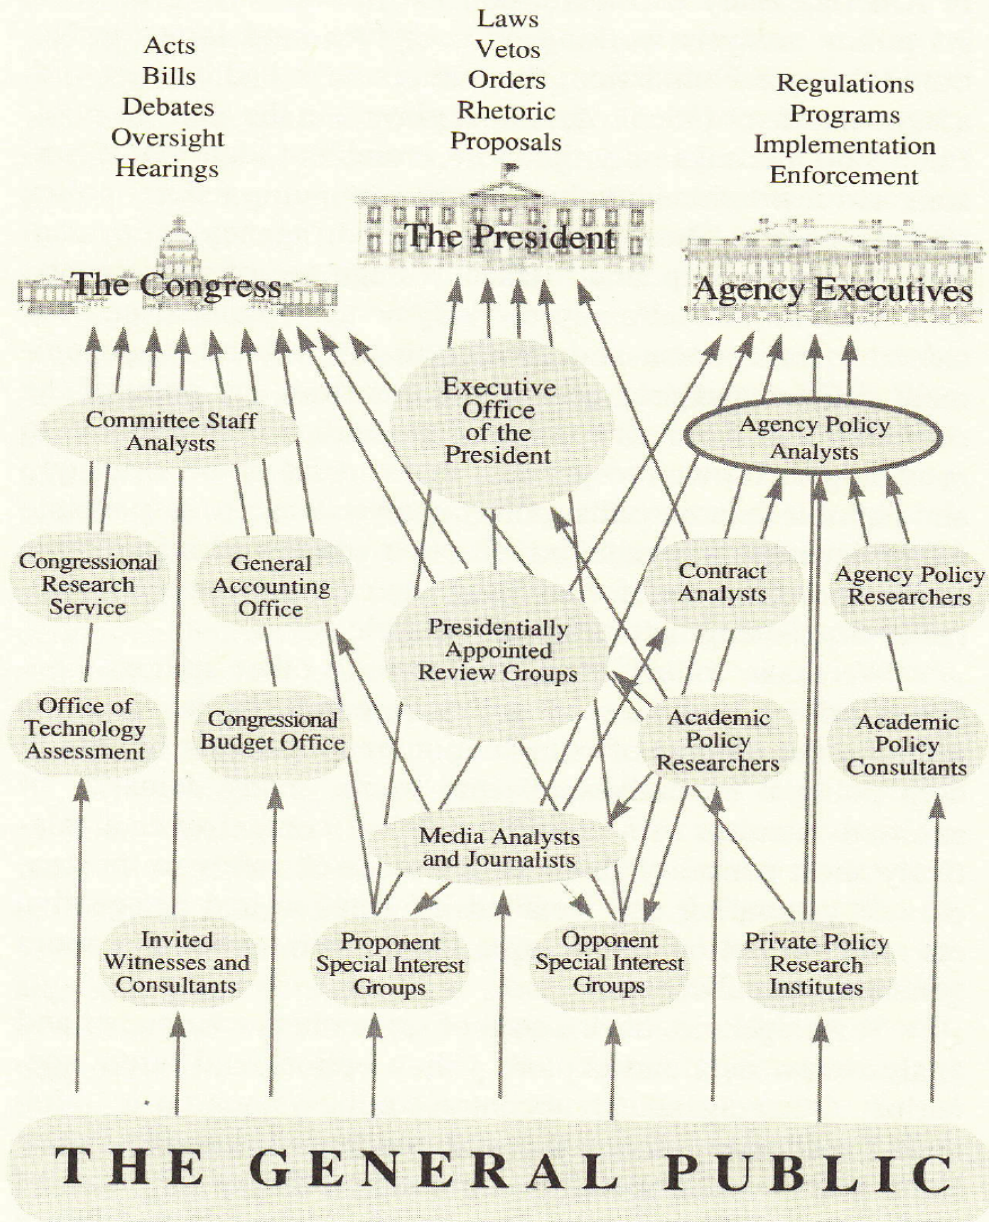 Acts
Bills
Debates
Oversight
Hearings
Laws
Vetos
Orders
Rhetoric
Proposals
Regulations
Programs
Implementation
Enforcement
The Congress
The President
Agency Executives
Committee Staff
Analysts
Executive
Office
of the
President
Agency Policy
Analysts
Congressional
Research
Service
General
Accounting
Office
Presidentially
Appointed
Review Groups
Contract
Analysts
Agency Policy
Researchers
Office of
Technology
Assessment
Congressional
Budget Office
Academic
Policy
Researchers
Academic
Policy
Consultants
Media Analysts
and Journalists
Invited
Witnesses and
Consultants
Proponent
Special Interest
Groups
Opponent
Special Interest
Groups
Private Policy
Research
Institutes
THE GENERAL PUBLIC